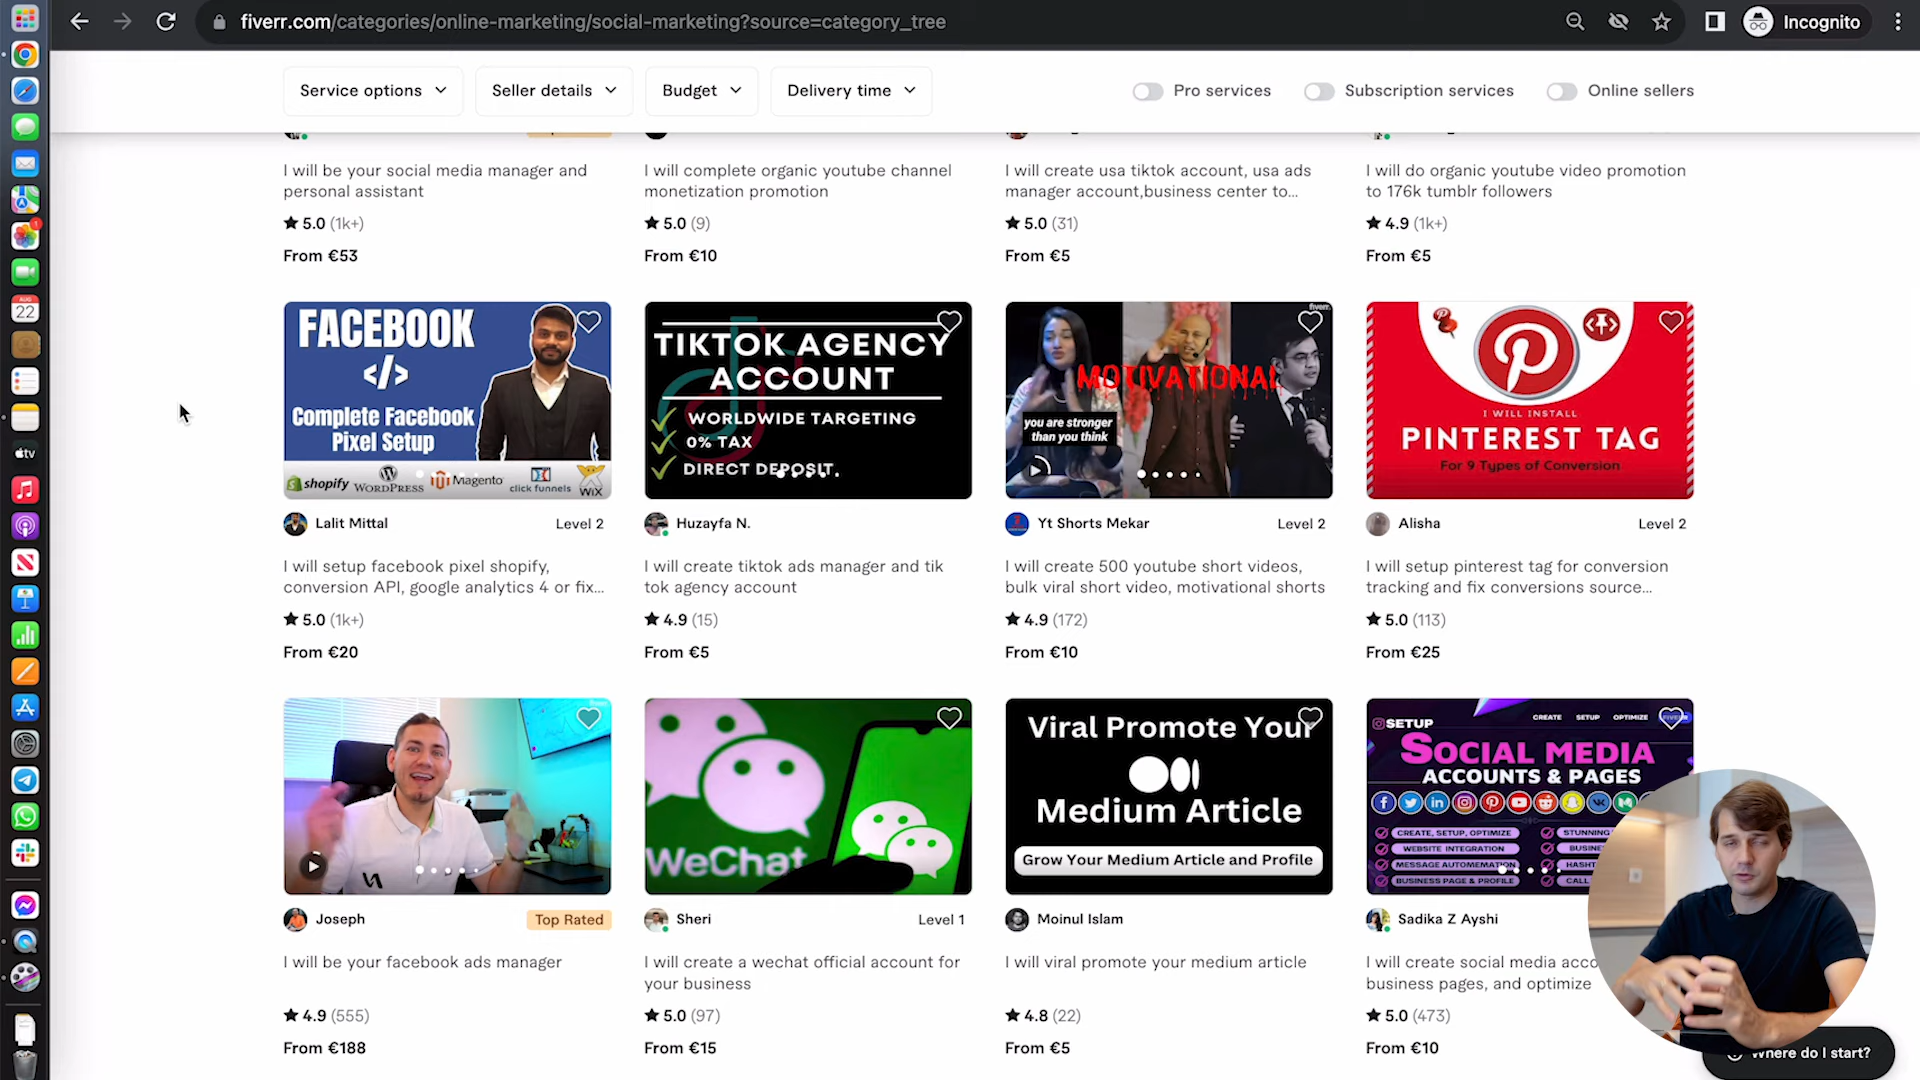 fiverr.com/categories/online-marketing/social-marketing?source=category_tree
Incognito
Service options
Seller details
Budget
Delivery time
Pro services
Subscription services
Online sellers
I will be your social media manager and
personal assistant
5.0 (1k+)
From €53
I will complete organic youtube channel
monetization promotion
5.0 (9)
From €10
I will create usa tiktok account, usa ads
manager account,business center to...
5.0 (31)
From €5
I will do organic youtube video promotion
to 176k tumblr followers
4.9 (1k+)
From €5
FACEBOOK
</>
Complete Facebook
Pixel Setup
shopify
WORDPRESS
Magento
click funnels
WiX
Lalit Mittal
Level 2
I will setup facebook pixel shopify,
conversion API, google analytics 4 or fix...
5.0 (1k+)
From €20
TIKTOK AGENCY
ACCOUNT
WORLDWIDE TARGETING
0% TAX
DIRECT DEPOSIT.
Huzayfa N.
I will create tiktok ads manager and tik
tok agency account
4.9 (15)
From €5
fiverr
MOTIVATIONAL
you are stronger
than you think
Yt Shorts Mekar
Level 2
I will create 500 youtube short videos,
bulk viral short video, motivational shorts
4.9 (172)
From €10
I WILL INSTALL
PINTEREST TAG
For 9 Types of Conversion
Alisha
Level 2
I will setup pinterest tag for conversion
tracking and fix conversions source...
5.0 (113)
From €25
Joseph
Top Rated
I will be your facebook ads manager
4.9 (555)
From €188
WeChat
Sheri
Level 1
I will create a wechat official account for
your business
5.0 (97)
From €15
Viral Promote Your
Medium Article
Grow Your Medium Article and Profile
Moinul Islam
I will viral promote your medium article
4.8 (22)
From €5
SETUP
CREATE
SETUP
OPTIMIZE
SOCIAL MEDIA
ACCOUNTS & PAGES
CREATE, SETUP, OPTIMIZE
WEBSITE INTEGRATION
MESSAGE AUTOMEMATION
BUSINESS PAGE & PROFILE
STUNNING
BUSINE
HASHT
CALL
Sadika Z Ayshi
I will create social media acco
business pages, and optimize
5.0 (473)
From €10
Where do I start?
AUG
22
tv
1